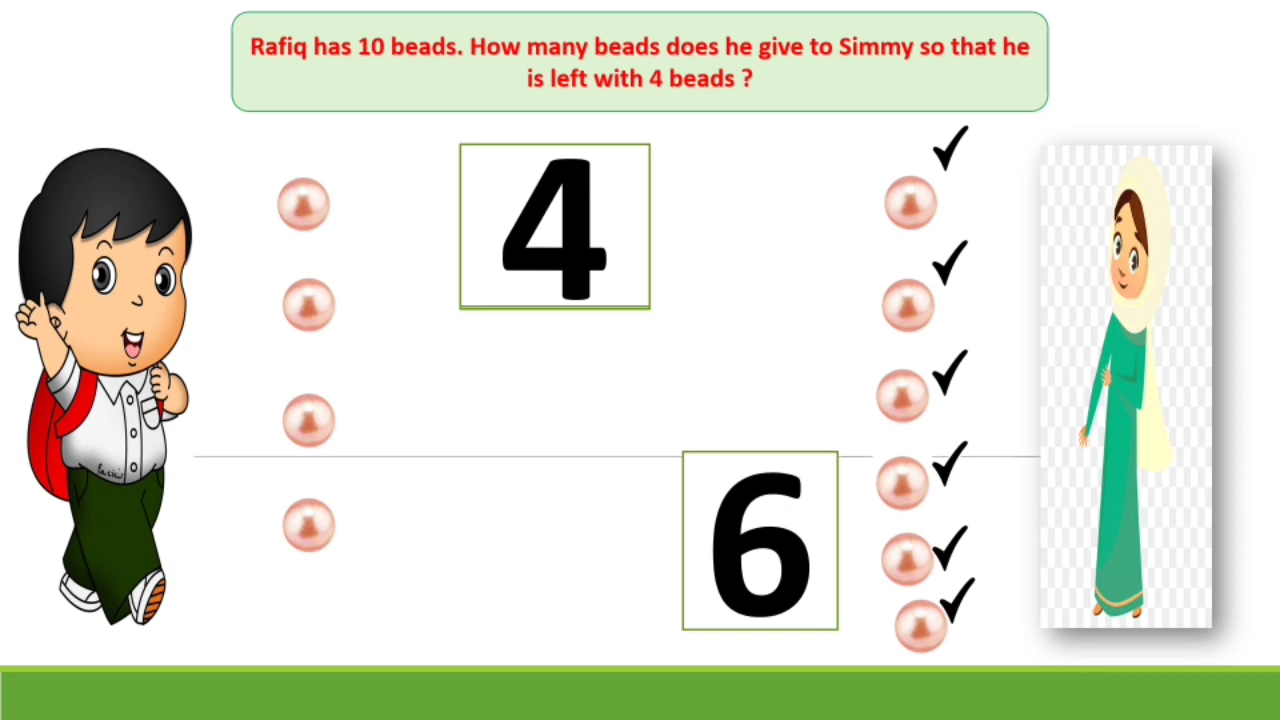 Rafiq has 10 beads. How many beads does he give to Simmy so that he
is left with 4 beads ?
4
6